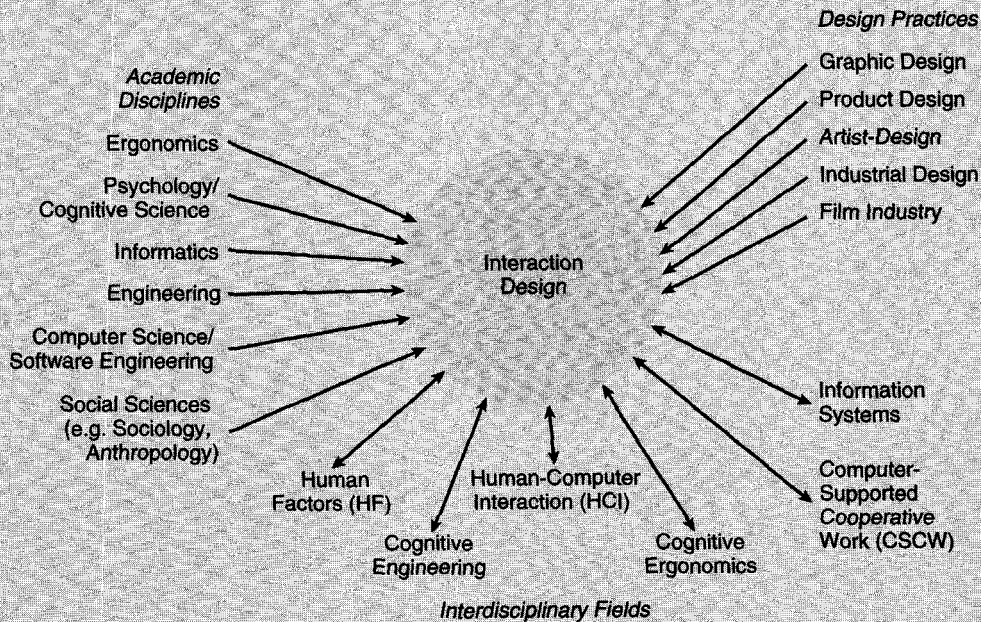 Academic
Disciplines
Ergonomics
Psychology/
Cognitive Science
Informatics
Engineering
Computer Science/
Software Engineering
Social Sciences
(e.g. Sociology,
Anthropology)
Design Practices
Graphic Design
Product Design
Artist-Design
Industrial Design
Film Industry
Interaction
Design
Information
Systems
Computer-
Supported
Cooperative
Work (CSCW)
Human
Factors (HF)
Cognitive
Engineering
Human-Computer
Interaction (HCI)
Cognitive
Ergonomics
Interdisciplinary Fields